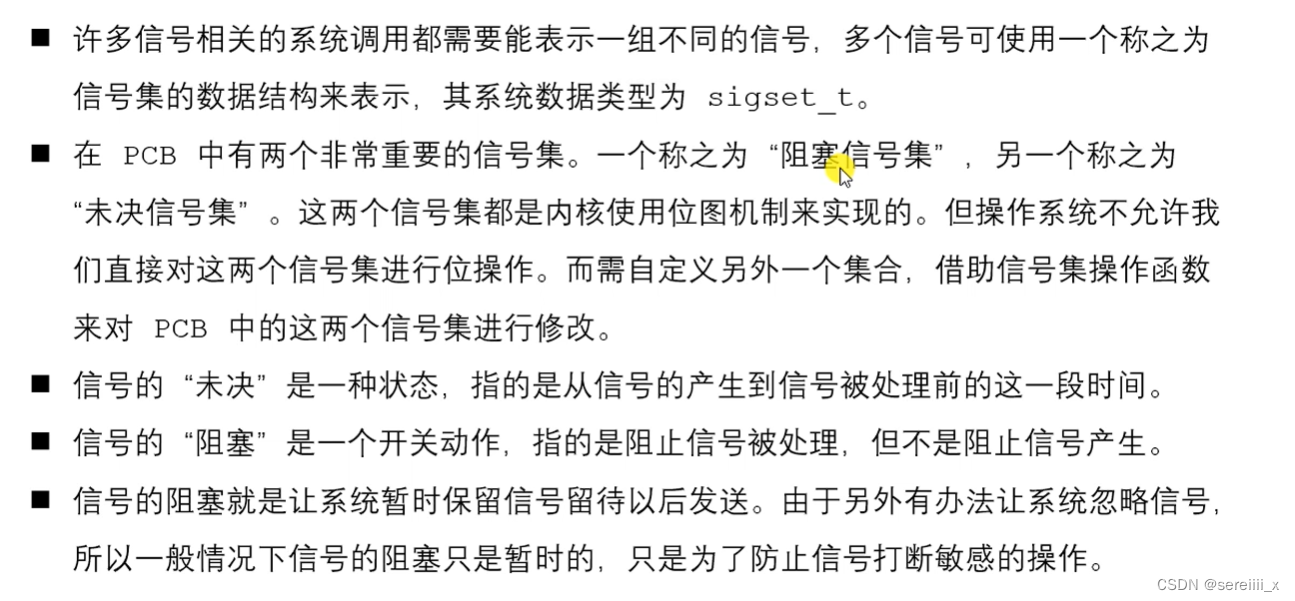 ■ 许多信号相关的系统调用都需要能表示一组不同的信号，多个信号可使用一个称之为
信号集的数据结构来表示，其系统数据类型为 sigset_t。
■ 在 PCB 中有两个非常重要的信号集。一个称之为 “阻塞信号集” ，另一个称之为
“未决信号集” 。这两个信号集都是内核使用位图机制来实现的。但操作系统不允许我
们直接对这两个信号集进行位操作。而需自定义另外一个集合，借助信号集操作函数
来对 PCB 中的这两个信号集进行修改。
■ 信号的 “未决” 是一种状态，指的是从信号的产生到信号被处理前的这一段时间。
■ 信号的 “阻塞” 是一个开关动作，指的是阻止信号被处理，但不是阻止信号产生。
■ 信号的阻塞就是让系统暂时保留信号留待以后发送。由于另外有办法让系统忽略信号，
所以一般情况下信号的阻塞只是暂时的，只是为了防止信号打断敏感的操作。
CSDN @sereiiii_x